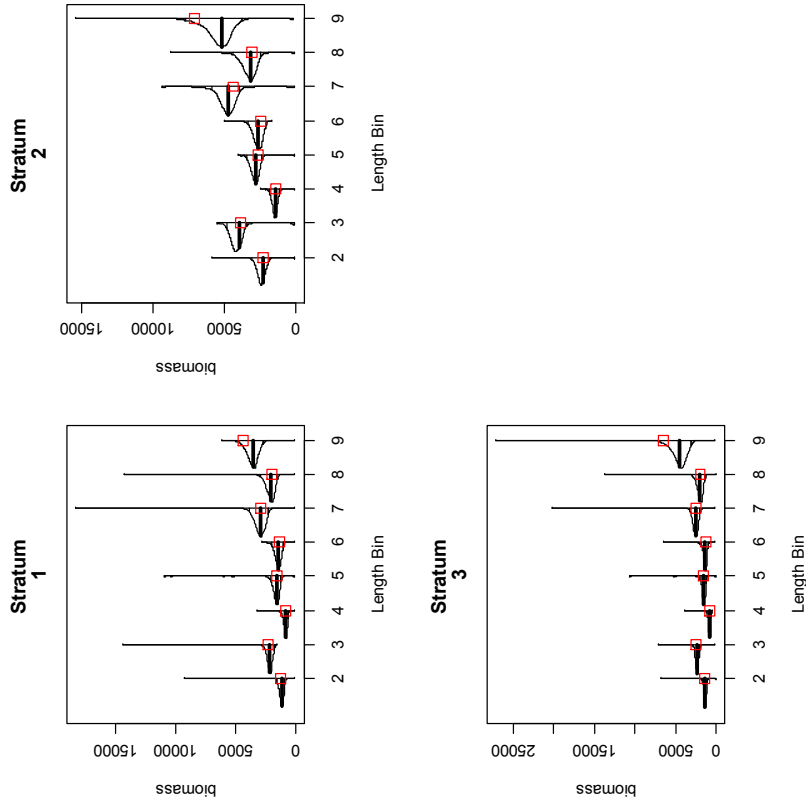 Stratum
1
15000
10000
5000
0
biomass
2 3 4 5 6 7 8 9
Length Bin
Stratum
2
15000
10000
5000
0
biomass
2 3 4 5 6 7 8 9
Length Bin
Stratum
3
25000
15000
5000
0
biomass
2 3 4 5 6 7 8 9
Length Bin